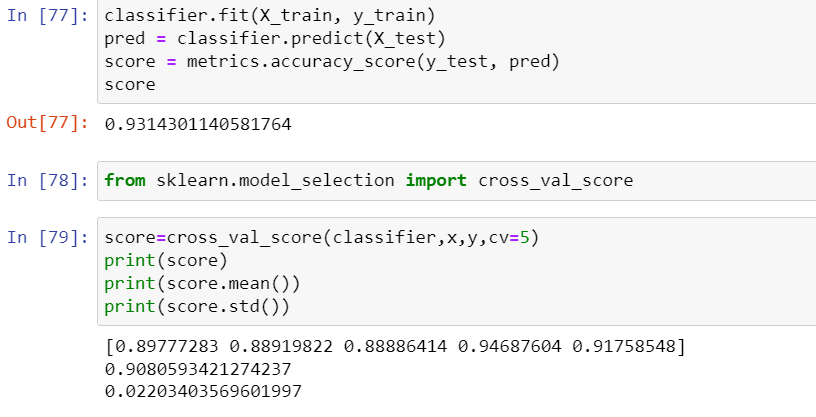 In [77]: classifier.fit(X_train, y_train)
pred = classifier.predict(X_test)
score = metrics.accuracy_score(y_test, pred)
score
Out[77]: 0.9314301140581764
In [78]: from sklearn.model_selection import cross_val_score
In [79]: score=cross_val_score(classifier,x,y,cv=5)
print(score)
print(score.mean())
print(score.std())
[0.89777283 0.88919822 0.88886414 0.94687604 0.91758548]
0.9080593421274237
0.02203403569601997